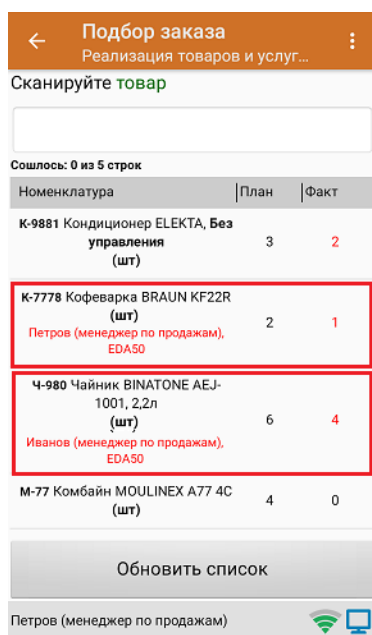 Подбор заказа
Реализация товаров и услуг...
Сканируйте товар
Сошлось: 0 из 5 строк
Номенклатура План Факт
К-9881 Кондиционер ELEKTA, Без
управления
(шт)
3 2
К-7778 Кофеварка BRAUN KF22R
(шт)
Петров (менеджер по продажам),
EDA50
2 1
Ч-980 Чайник BINATONE AEJ-
1001, 2,2л
(шт)
Иванов (менеджер по продажам),
EDA50
6 4
М-77 Комбайн MOULINEX А77 4С
(шт)
4 0
Обновить список
Петров (менеджер по продажам)